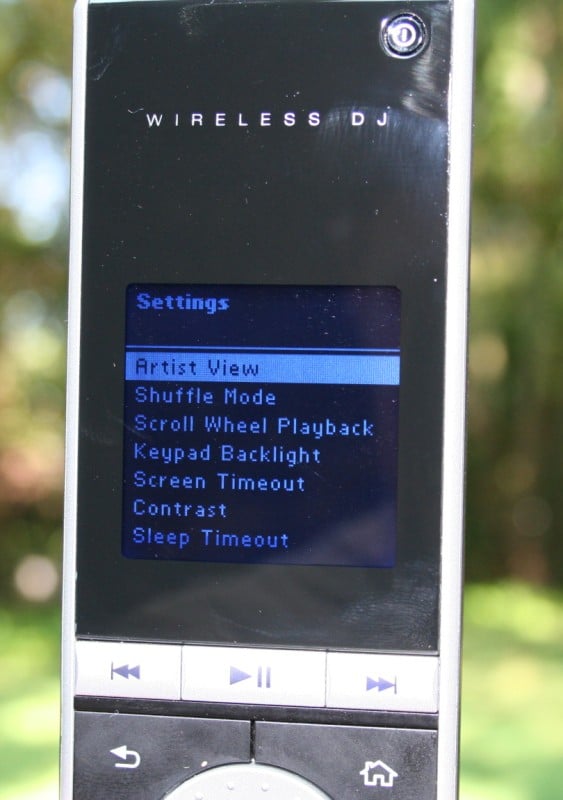 WIRELESS DJ
Settings
Artist View
Shuffle Mode
Scroll Wheel Playback
Keypad Backlight
Screen Timeout
Contrast
Sleep Timeout